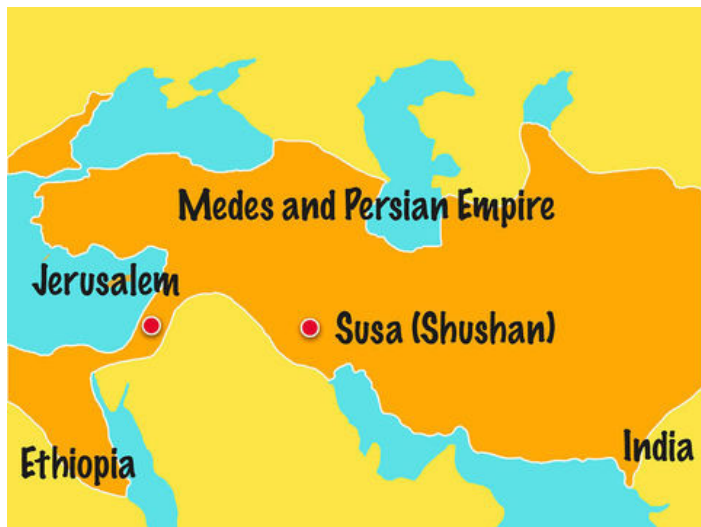 Medes and Persian Empire
Jerusalem
Susa (Shushan)
Ethiopia
India